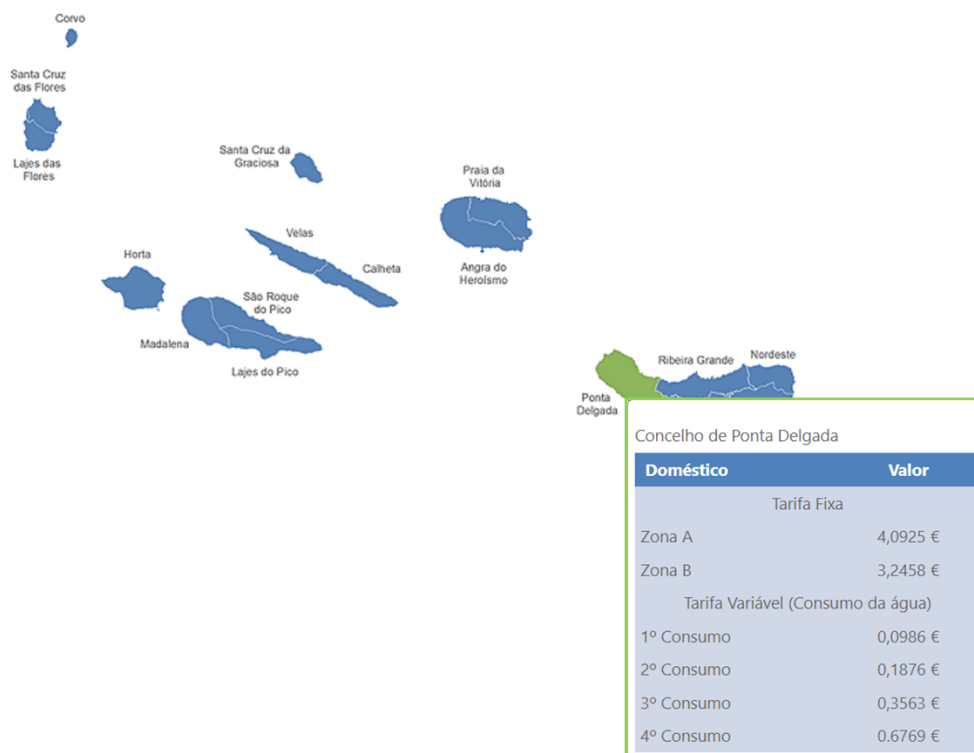 Corvo
Santa Cruz
das Flores
Lajes das
Flores
Santa Cruz da
Graciosa
Praia da
Vitória
Angra do
Heroísmo
Velas
Calheta
Horta
São Roque
do Pico
Madalena
Lajes do Pico
Ribeira Grande
Nordeste
Ponta
Delgada
Concelho de Ponta Delgada
Doméstico Valor
Tarifa Fixa
Zona A 4,0925 €
Zona B 3,2458 €
Tarifa Variável (Consumo da água)
1º Consumo 0,0986 €
2º Consumo 0,1876 €
3º Consumo 0,3563 €
4º Consumo 0.6769 €